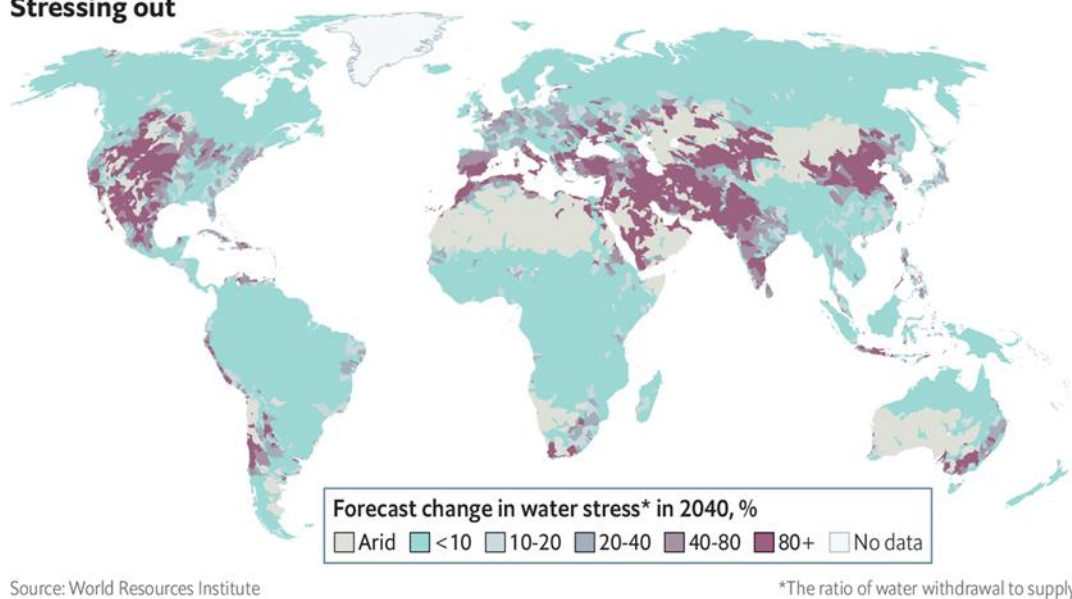 Stressing out
Forecast change in water stress* in 2040, %
Arid <10 10-20 20-40 40-80 80+ No data
Source: World Resources Institute
*The ratio of water withdrawal to supply